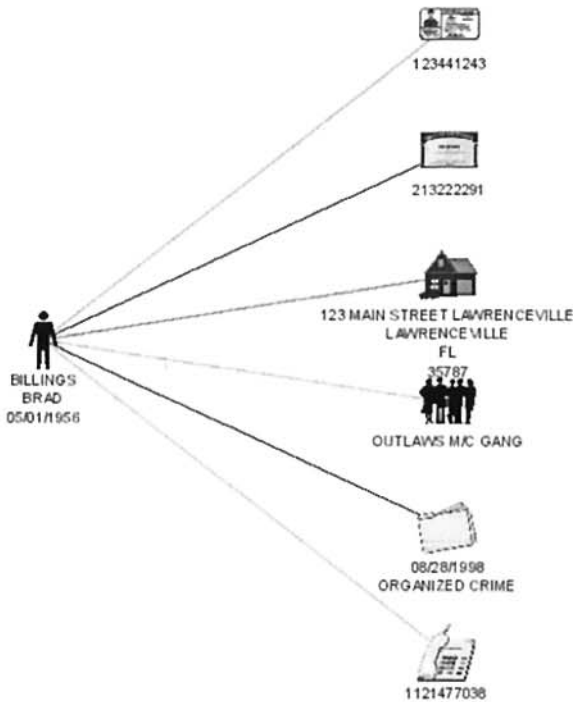 123441243
213222291
123 MAIN STREET LAWRENCEVILLE
LAWRENCEVILLE
FL
35787
BILLINGS
BRAD
05/01/1956
OUTLAWS M/C GANG
08/28/1998
ORGANIZED CRIME
1121477038